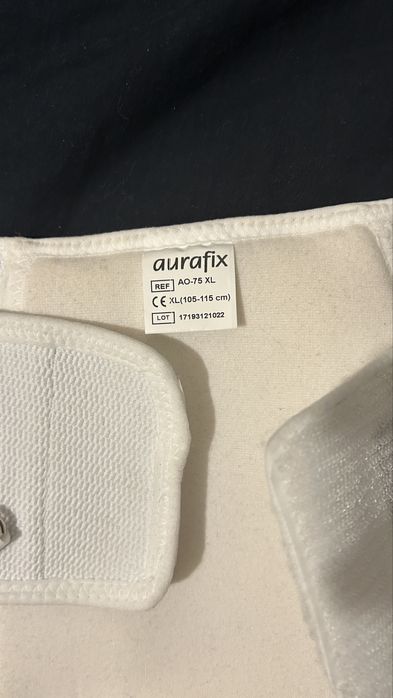 aurafix
REF AO-75 XL
CE XL(105-115 cm)
LOT 17193121022